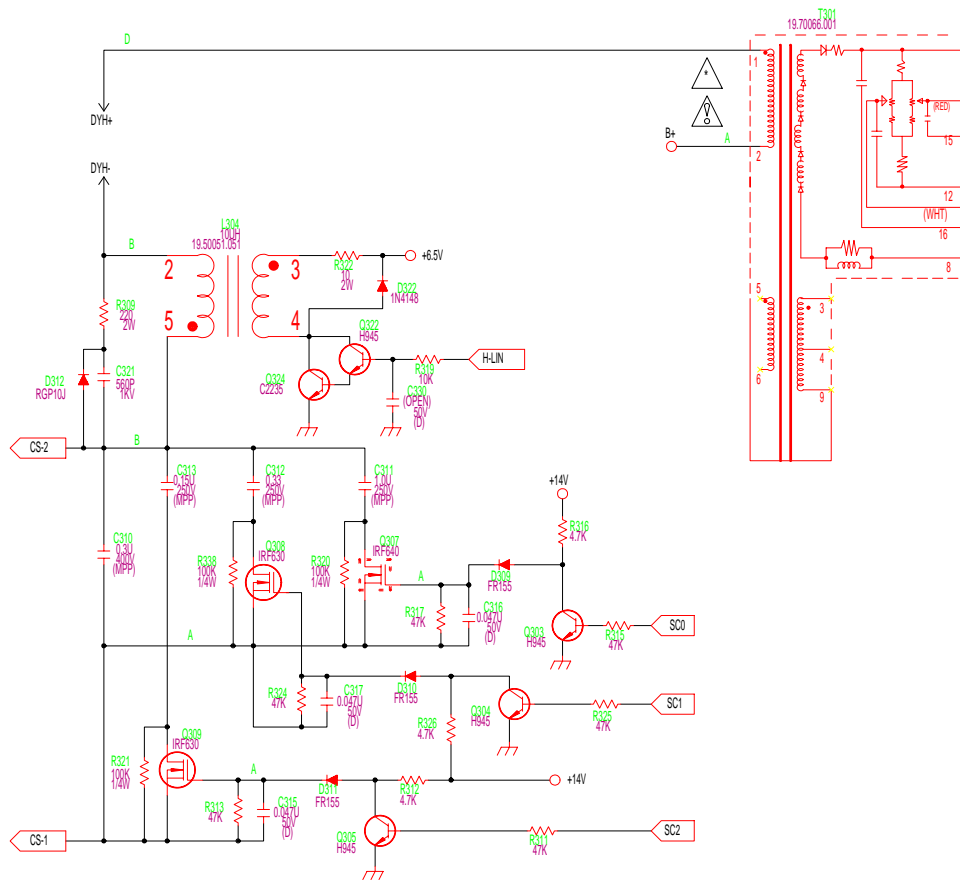 T301
19.70066.001
D
1
DYH+
(RED)
B+
A
15
2
DYH-
12
(WHT)
16
L304
10UH
19.50051.051
B
2
3
R322
10
2W
+6.5V
8
D322
1N4148
5
3
R309
220
2W
5
4
Q322
H945
H-LIN
4
R319
10K
D312
RGP10J
C321
560P
1KV
Q324
C2235
6
C330
(OPEN)
50V
(D)
9
CS-2
B
C313
0.15U
250V
(MPP)
C312
0.33
250V
(MPP)
C311
1.0U
250V
(MPP)
+14V
R316
4.7K
C310
0.3U
400V
(MPP)
Q308
IRF630
Q307
IRF640
R338
100K
1/4W
R320
100K
1/4W
A
D309
FR155
R317
47K
C316
0.047U
50V
(D)
Q303
H945
R315
47K
SC0
A
R324
47K
C317
0.047U
50V
(D)
D310
FR155
Q304
H945
R325
47K
SC1
R326
4.7K
Q309
IRF630
R321
100K
1/4W
A
D311
FR155
R312
4.7K
+14V
R313
47K
C315
0.047U
50V
(D)
CS-1
Q305
H945
R311
47K
SC2